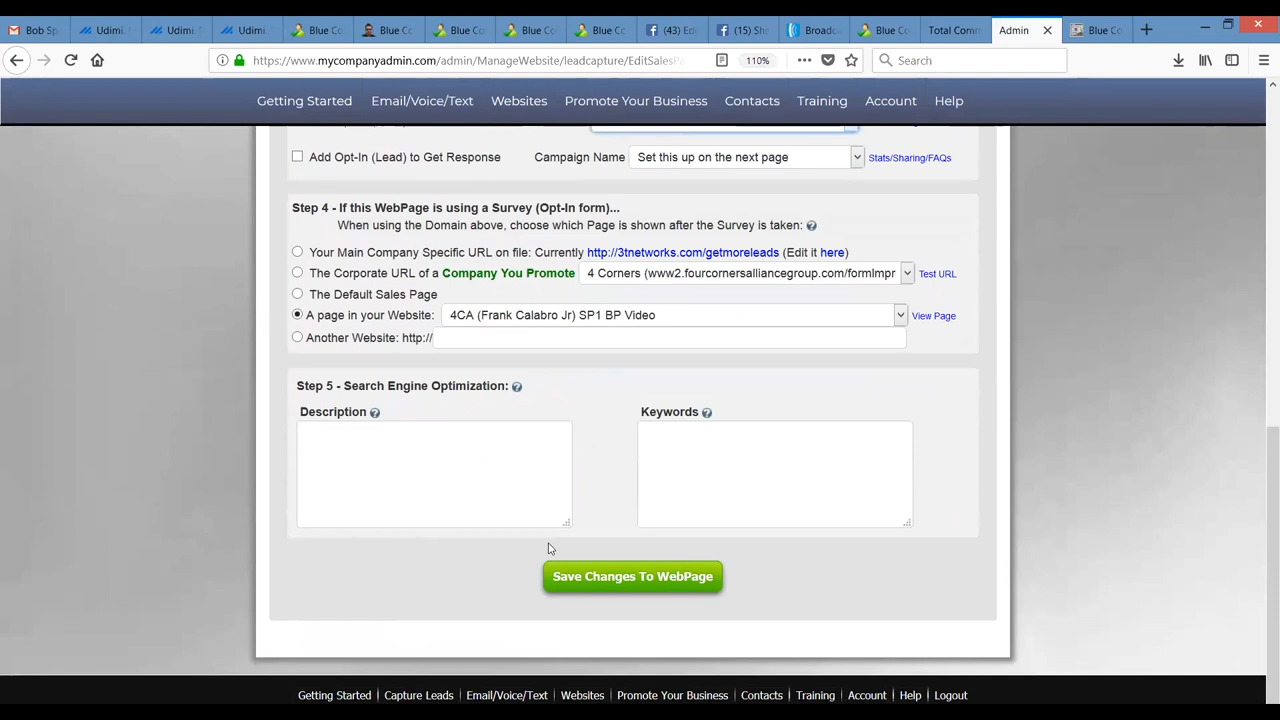 Bob Sp
Udimi.
Udimi.
Udimi
Blue Co
Blue Co
Blue Co
Blue Co
Blue Co
(43) Ed
(15) Sha
Broadc
Blue Co
Total Comm
Admin
Blue Co
https://www.mycompanyadmin.com/admin/ManageWebsite/leadcapture/EditSalesPa
110%
Search
Getting Started Email/Voice/Text Websites Promote Your Business Contacts Training Account Help
Add Opt-In (Lead) to Get Response Campaign Name Set this up on the next page Stats/Sharing/FAQs
Step 4 - If this WebPage is using a Survey (Opt-In form)...
When using the Domain above, choose which Page is shown after the Survey is taken:
Your Main Company Specific URL on file: Currently http://3tnetworks.com/getmoreleads (Edit it here)
The Corporate URL of a Company You Promote 4 Corners (www2.fourcornersalliancegroup.com/formImpr Test URL
The Default Sales Page
A page in your Website: 4CA (Frank Calabro Jr) SP1 BP Video View Page
Another Website: http://
Step 5 - Search Engine Optimization:
Description Keywords
Save Changes To WebPage
Getting Started | Capture Leads | Email/Voice/Text | Websites | Promote Your Business | Contacts | Training | Account | Help | Logout